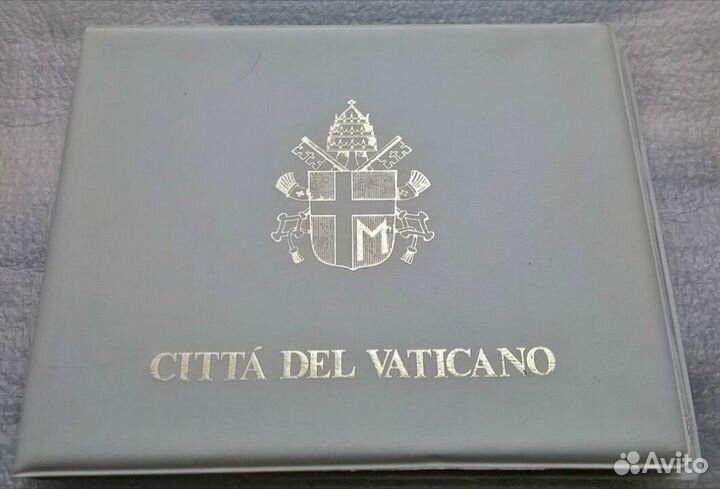 M
CITTÁ DEL VATICANO
Avito